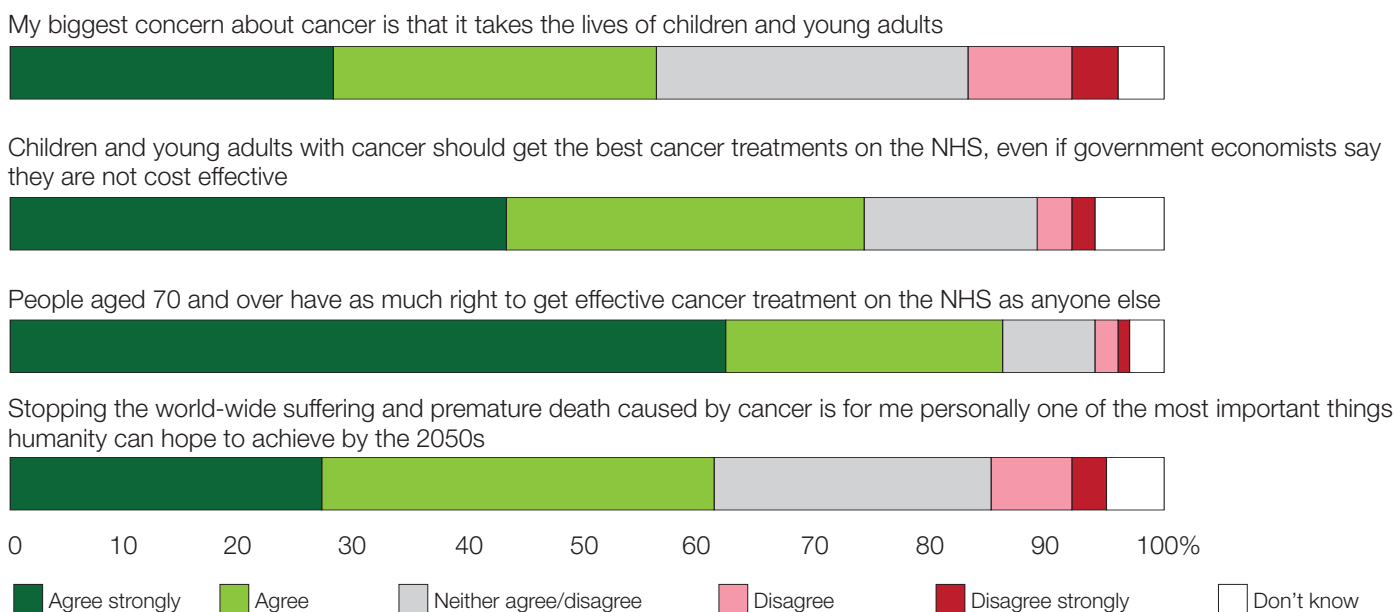 My biggest concern about cancer is that it takes the lives of children and young adults
Children and young adults with cancer should get the best cancer treatments on the NHS, even if government economists say
they are not cost effective
People aged 70 and over have as much right to get effective cancer treatment on the NHS as anyone else
Stopping the world-wide suffering and premature death caused by cancer is for me personally one of the most important things
humanity can hope to achieve by the 2050s
0 10 20 30 40 50 60 70 80 90 100%
Agree strongly Agree Neither agree/disagree Disagree Disagree strongly Don't know